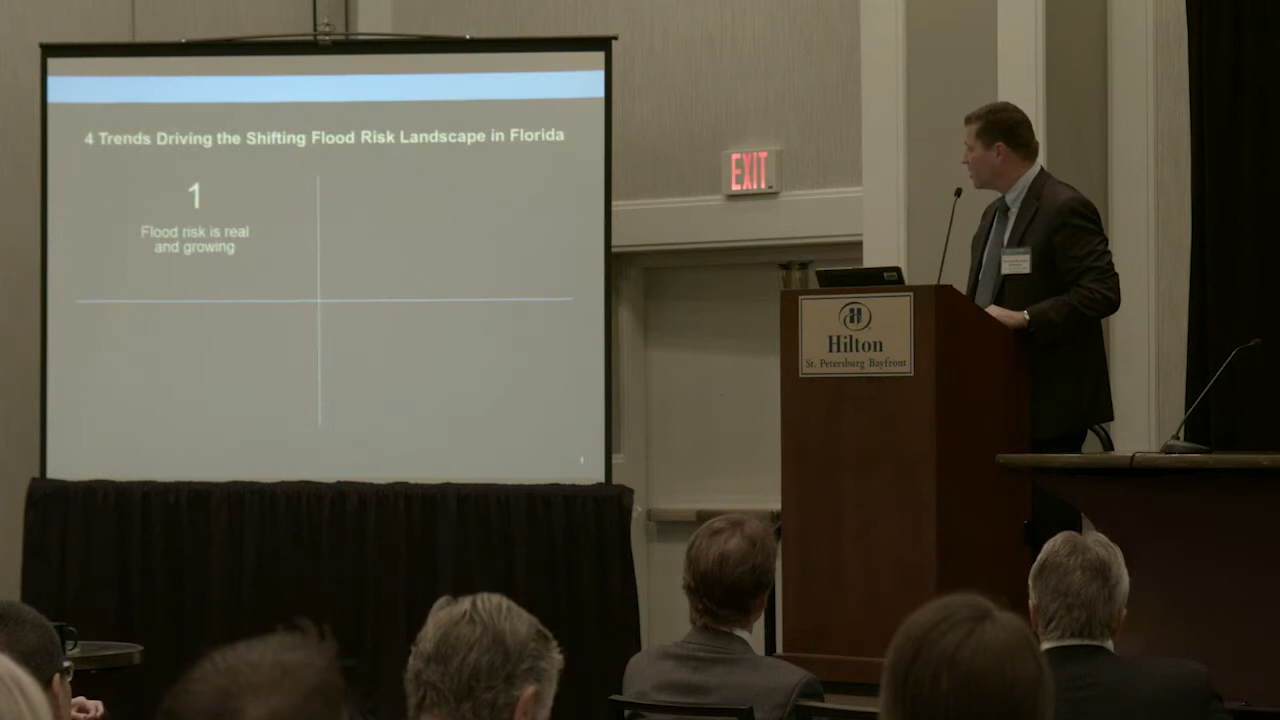 4 Trends Driving the Shifting Flood Risk Landscape in Florida
1
Flood risk is real
and growing
EXIT
H
Hilton
St. Petersburg Bayfront